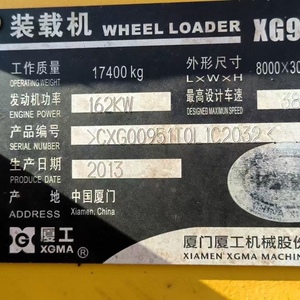 装载机 WHEEL LOADER XG9
工作质量 17400 kg 外形尺寸 8000×30
OPERATING WEIGHT L×W×H
发动机功率 162KW 最高设计车速 36
ENGINE POWER DESIGNED MAXIMUM SPEED
产品编号 >CXG00951T0L1C2032<
SERIAL NUMBER
生产日期 2013
DATE
产地 中国厦门
ADDRESS Xiamen, China
厦工 XGMA ® 厦门厦工机械股份
XIAMEN XGMA MACHIN